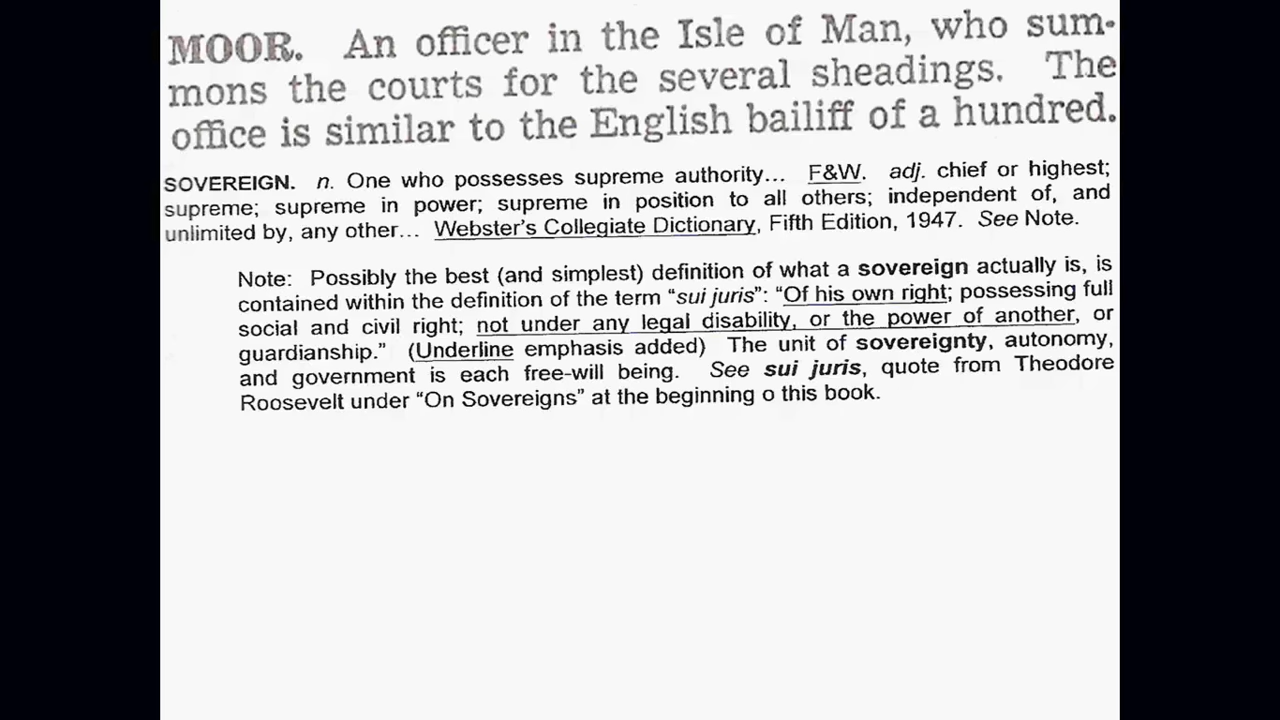 MOOR. An officer in the Isle of Man, who sum-
mons the courts for the several sheadings. The
office is similar to the English bailiff of a hundred.
SOVEREIGN. n. One who possesses supreme authority... F&W. adj. chief or highest;
supreme; supreme in power; supreme in position to all others; independent of, and
unlimited by, any other... Webster's Collegiate Dictionary, Fifth Edition, 1947. See Note.
Note: Possibly the best (and simplest) definition of what a sovereign actually is, is
contained within the definition of the term “sui juris”: “Of his own right; possessing full
social and civil right; not under any legal disability, or the power of another, or
guardianship.” (Underline emphasis added) The unit of sovereignty, autonomy,
and government is each free-will being. See sui juris, quote from Theodore
Roosevelt under “On Sovereigns” at the beginning o this book.